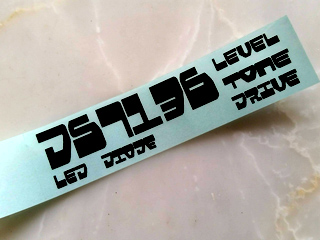 DS7136
LED DIODE
LEVEL
TONE
DRIVE